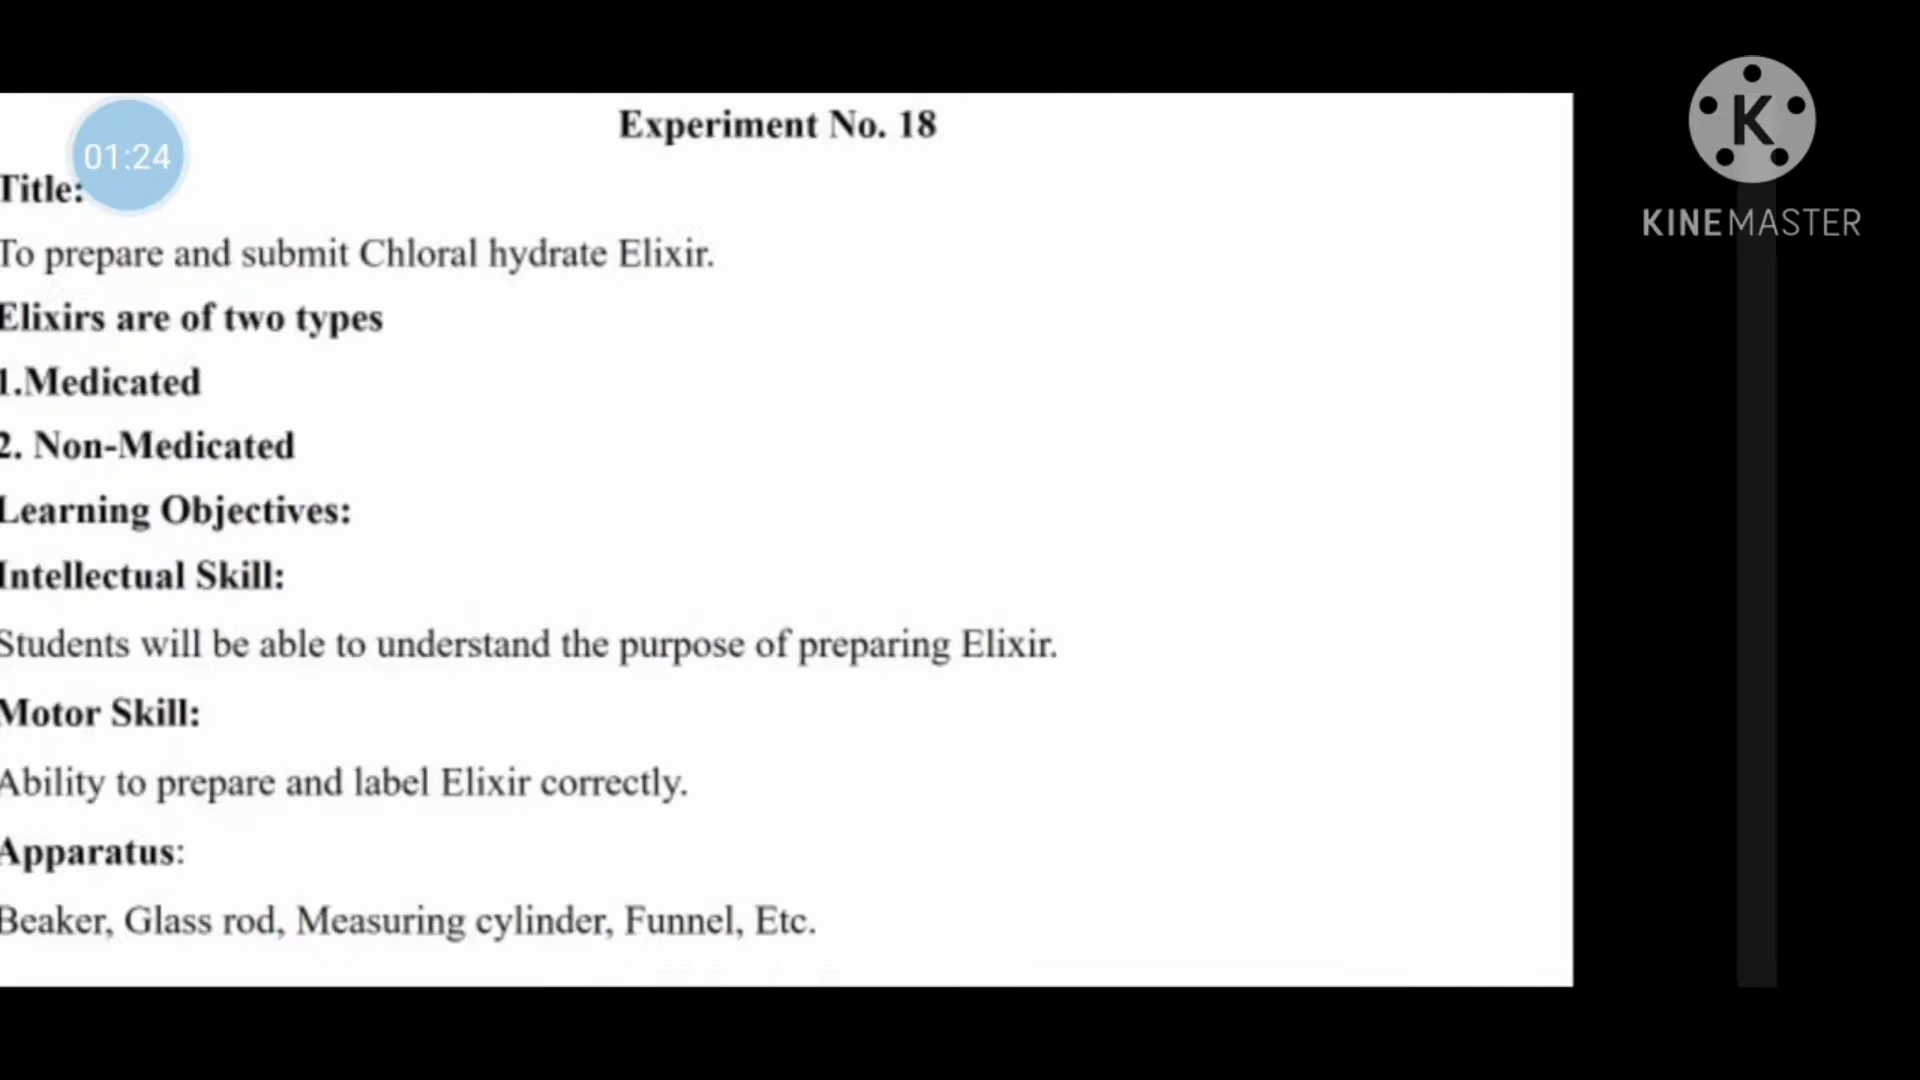 Experiment No. 18
01:24
Title:
To prepare and submit Chloral hydrate Elixir.
Elixirs are of two types
1.Medicated
2. Non-Medicated
Learning Objectives:
Intellectual Skill:
Students will be able to understand the purpose of preparing Elixir.
Motor Skill:
Ability to prepare and label Elixir correctly.
Apparatus:
Beaker, Glass rod, Measuring cylinder, Funnel, Etc.
K
KINEMASTER